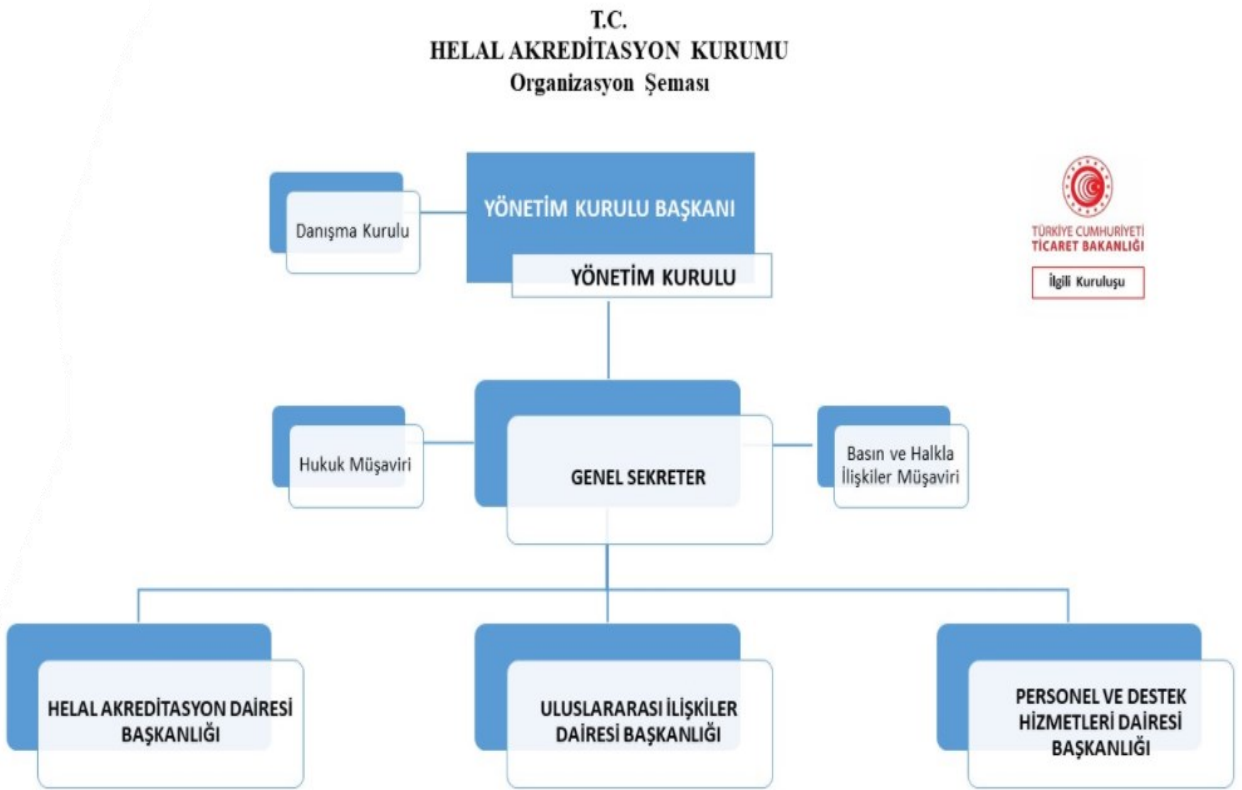 T.C.
HELAL AKREDİTASYON KURUMU
Organizasyon Şeması
YÖNETİM KURULU BAŞKANI
Danışma Kurulu
YÖNETİM KURULU
TÜRKİYE CUMHURİYETİ
TİCARET BAKANLIĞI
İlgili Kuruluşu
Hukuk Müşaviri
GENEL SEKRETER
Basın ve Halkla
İlişkiler Müşaviri
HELAL AKREDİTASYON DAİRESİ
BAŞKANLIĞI
ULUSLARARASI İLİŞKİLER
DAİRESİ BAŞKANLIĞI
PERSONEL VE DESTEK
HİZMETLERİ DAİRESİ
BAŞKANLIĞI